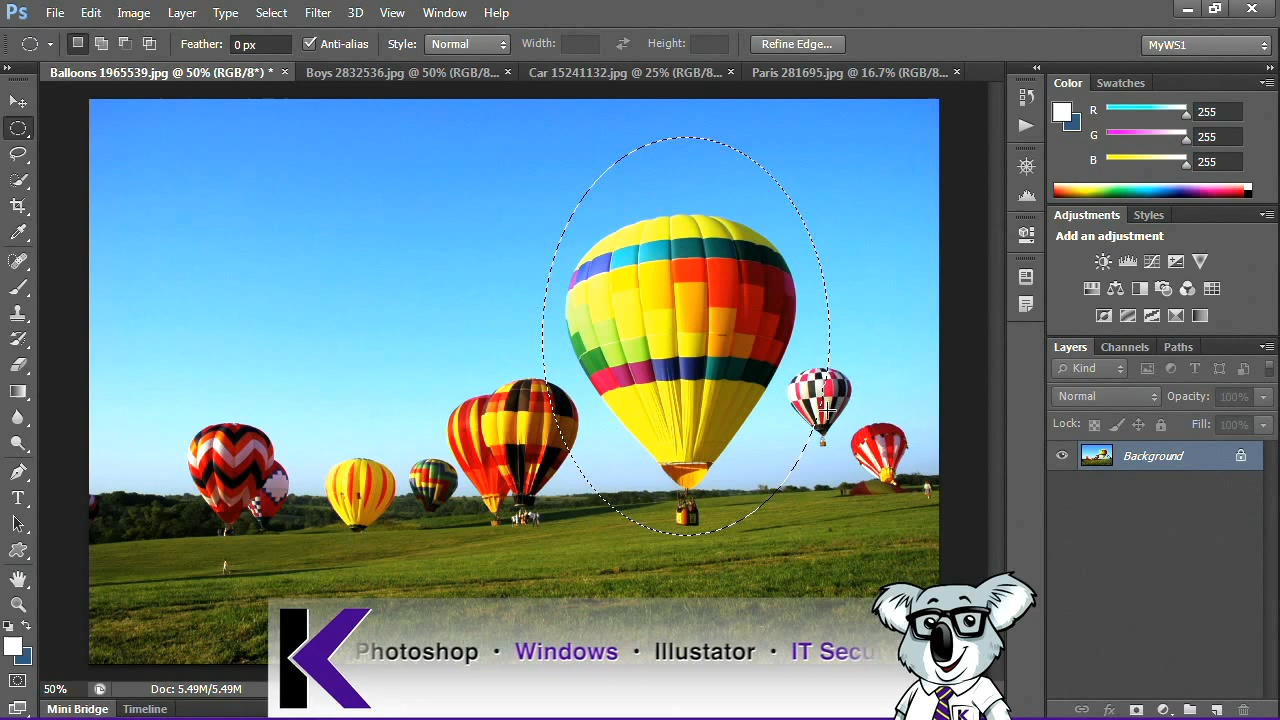 Ps File Edit Image Layer Type Select Filter 3D View Window Help
Feather: 0 px Anti-alias Style: Normal Width: Height: Refine Edge... MyWS1
Balloons 1965539.jpg @ 50% (RGB/8*) * × Boys 2832536.jpg @ 50% (RGB/8... × Car 15241132.jpg @ 25% (RGB/8... × Paris 281695.jpg @ 16.7% (RGB/8... ×
Color Swatches
R 255
G 255
B 255
Adjustments Styles
Add an adjustment
Layers Channels Paths
Kind
Normal Opacity: 100%
Lock: Fill: 100%
Background
K Photoshop • Windows • Illustator • IT Secu
K
50% Doc: 5.49M/5.49M
Mini Bridge Timeline